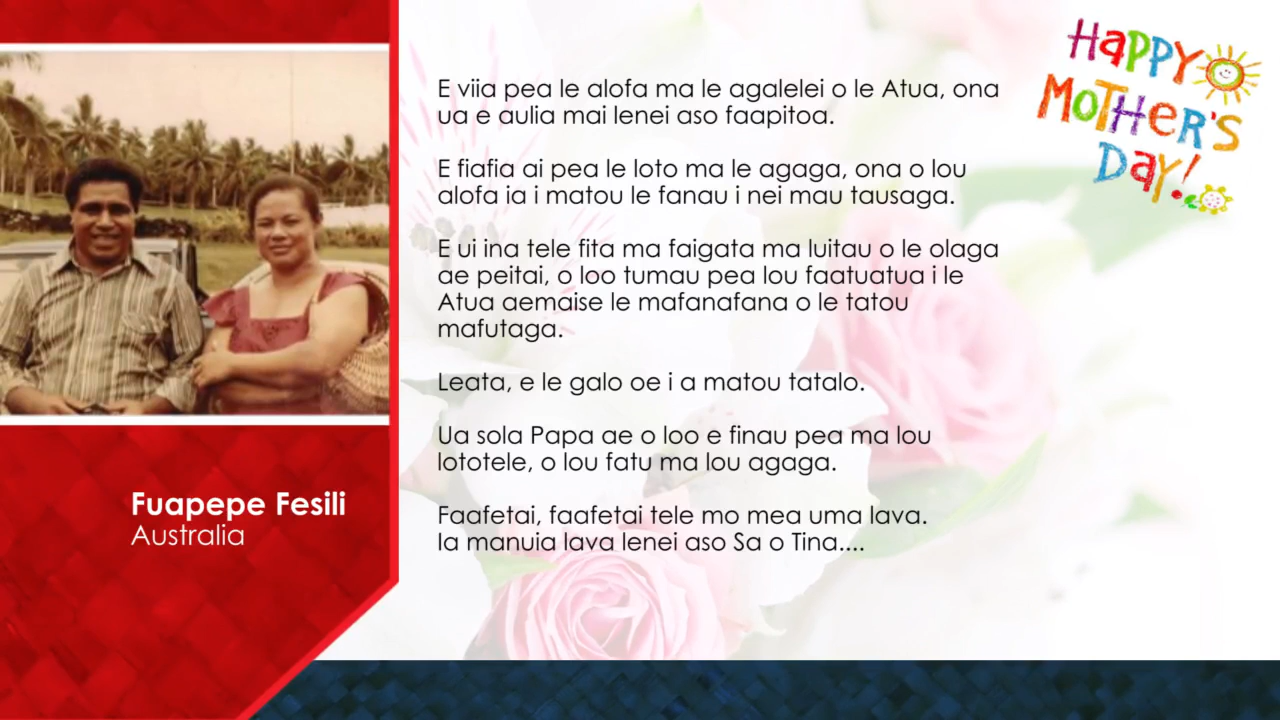 HAPPY
MOTHER'S
DAY!
E viia pea le alofa ma le agalelei o le Atua, ona
ua e aulia mai lenei aso faapitoa.
E fiafia ai pea le loto ma le agaga, ona o lou
alofa ia i matou le fanau i nei mau tausaga.
E ui ina tele fita ma faigata ma luitau o le olaga
ae peitai, o loo tumau pea lou faatuatua i le
Atua aemaise le mafanafana o le tatou
mafutaga.
Leata, e le galo oe i a matou tatalo.
Ua sola Papa ae o loo e finau pea ma lou
lototele, o lou fatu ma lou agaga.
Faafetai, faafetai tele mo mea uma lava.
Ia manuia lava lenei aso Sa o Tina....
Fuapepe Fesili
Australia